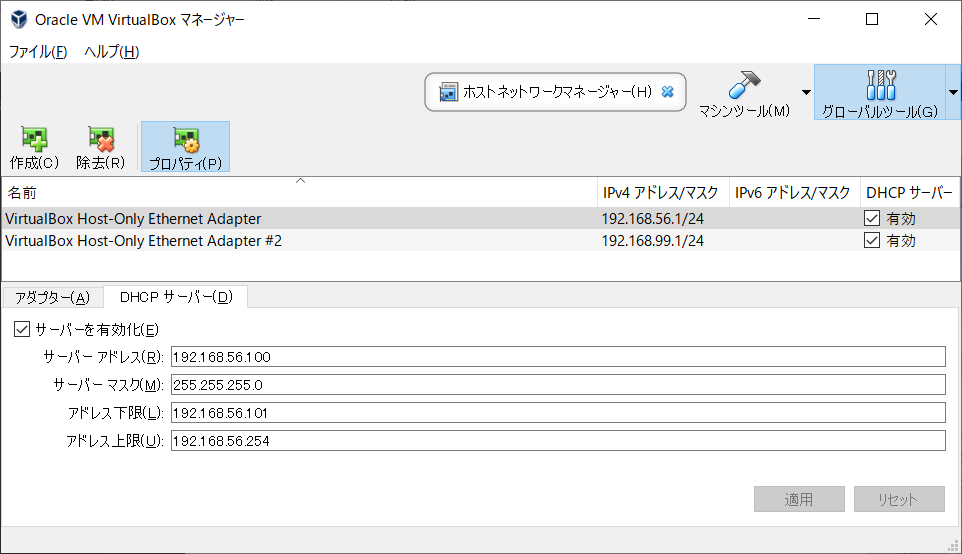 Oracle VM VirtualBox マネージャー
ファイル(F) ヘルプ(H)
ホストネットワークマネージャー(H)
マシンツール(M)
グローバルツール(G)
作成(C) 除去(R) プロパティ(P)
名前 IPv4 アドレス/マスク IPv6 アドレス/マスク DHCP サーバー
VirtualBox Host-Only Ethernet Adapter 192.168.56.1/24 有効
VirtualBox Host-Only Ethernet Adapter #2 192.168.99.1/24 有効
アダプター(A) DHCP サーバー(D)
サーバーを有効化(E)
サーバー アドレス(R): 192.168.56.100
サーバー マスク(M): 255.255.255.0
アドレス下限(L): 192.168.56.101
アドレス上限(U): 192.168.56.254
適用 リセット